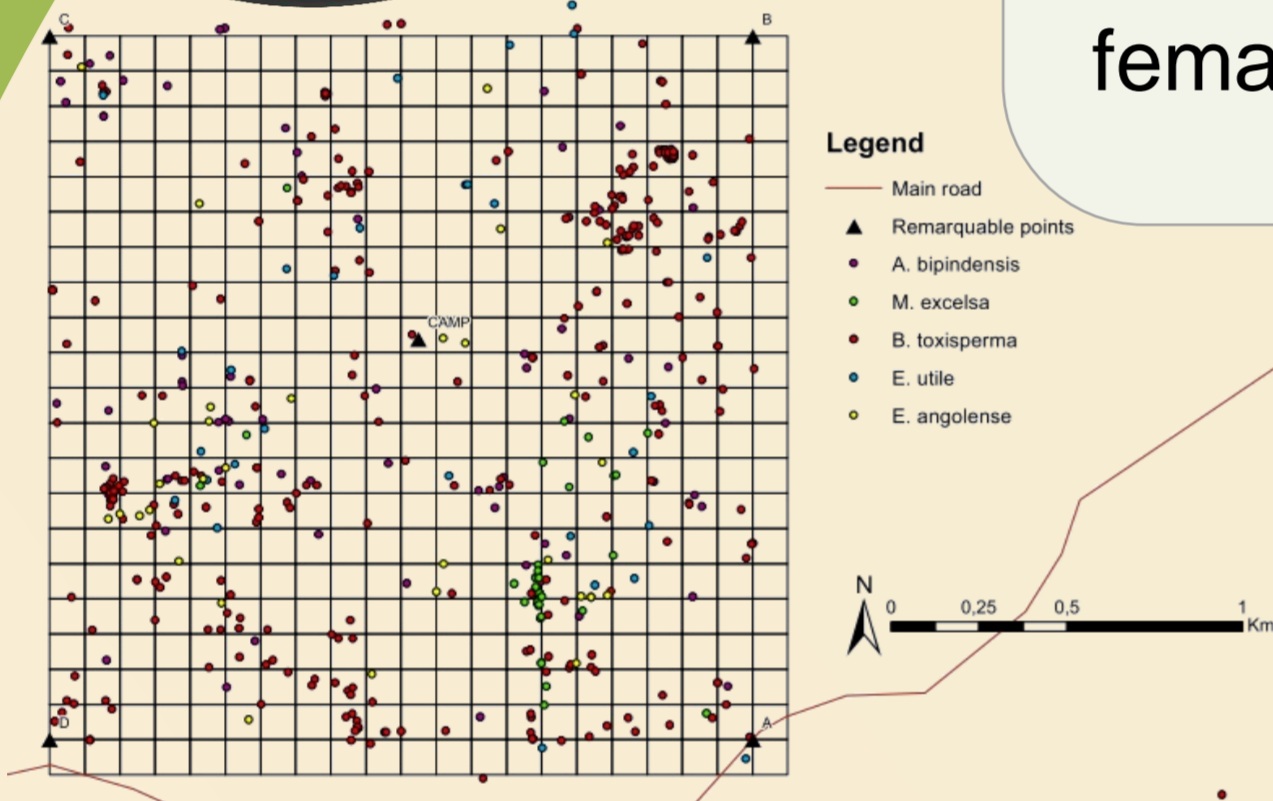 C
B
fema
Legend
Main road
Remarquable points
A. bipindensis
M. excelsa
B. toxisperma
E. utile
E. angolense
CAMP
N
0 0,25 0,5 1
Km
D
A